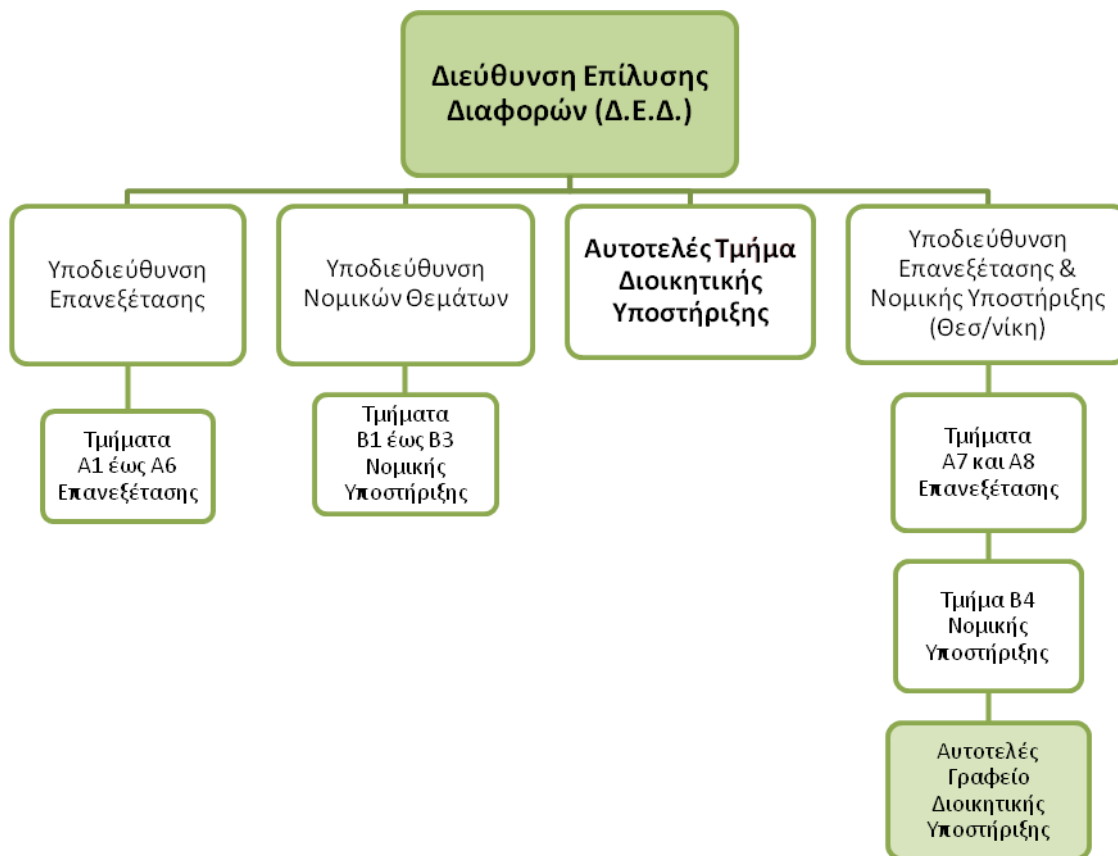 Διεύθυνση Επίλυσης
Διαφορών (Δ.Ε.Δ.)
Υποδιεύθυνση
Επανεξέτασης
Υποδιεύθυνση
Νομικών Θεμάτων
Αυτοτελές Τμήμα
Διοικητικής
Υποστήριξης
Υποδιεύθυνση
Επανεξέτασης &
Νομικής Υποστήριξης
(Θεσ/νίκη)
Τμήματα
Α1 έως Α6
Επανεξέτασης
Τμήματα
Β1 έως Β3
Νομικής
Υποστήριξης
Τμήματα
Α7 και Α8
Επανεξέτασης
Τμήμα Β4
Νομικής
Υποστήριξης
Αυτοτελές
Γραφείο
Διοικητικής
Υποστήριξης